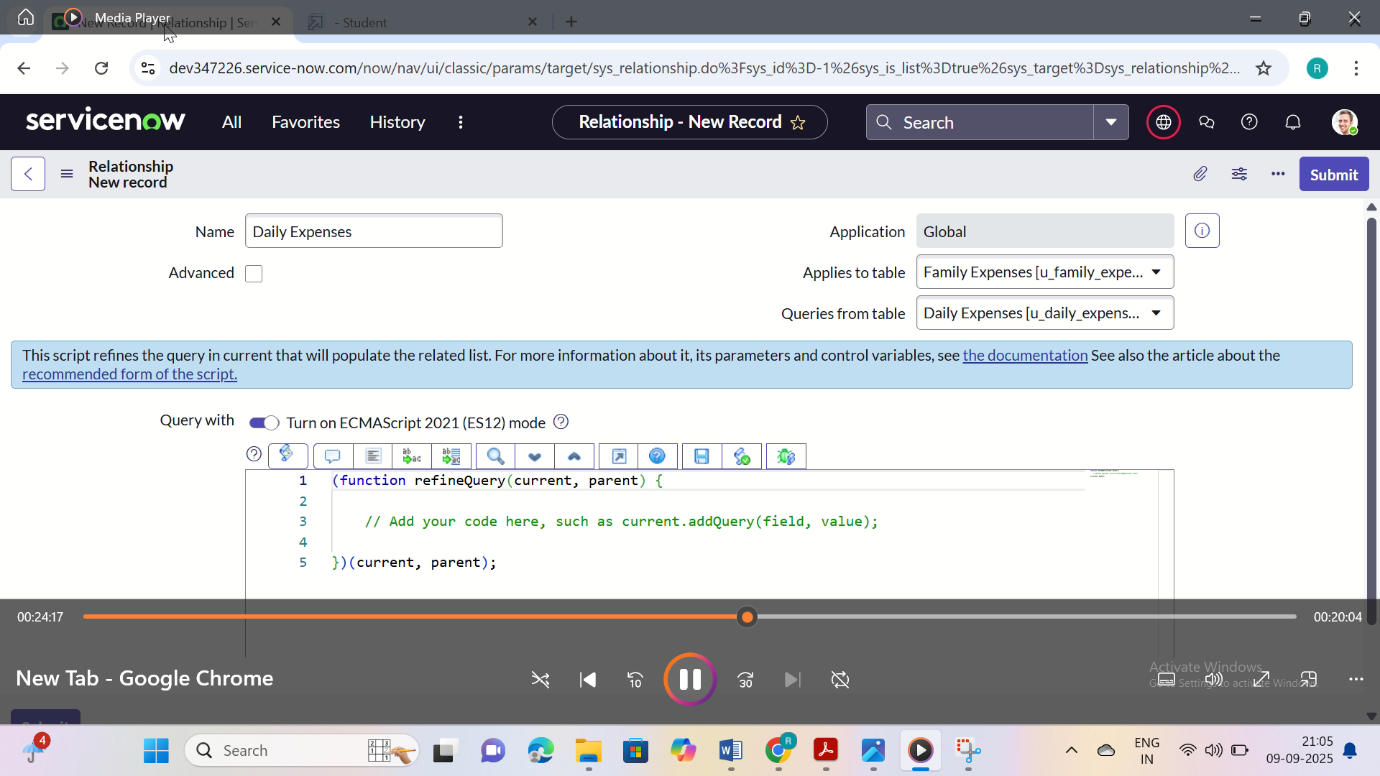 Media Player
New Record | Relationship | Ser
- Student
dev347226.service-now.com/now/nav/ui/classic/params/target/sys_relationship.do%3Fsys_id%3D-1%26sys_is_list%3Dtrue%26sys_target%3Dsys_relationship%2...
R
servicenow All Favorites History Relationship - New Record Search
Relationship
New record
Submit
Name Daily Expenses Application Global
Advanced Applies to table Family Expenses [u_family_expe...
Queries from table Daily Expenses [u_daily_expens...
This script refines the query in current that will populate the related list. For more information about it, its parameters and control variables, see the documentation See also the article about the
recommended form of the script.
Query with Turn on ECMAScript 2021 (ES12) mode
1 (function refineQuery(current, parent) {
2
3 // Add your code here, such as current.addQuery(field, value);
4
5 })(current, parent);
00:24:17 00:20:04
New Tab - Google Chrome
10 30
Activate Windows
Go to Settings to activate Windows.
Submit
4 Search R ENG 21:05
IN 09-09-2025